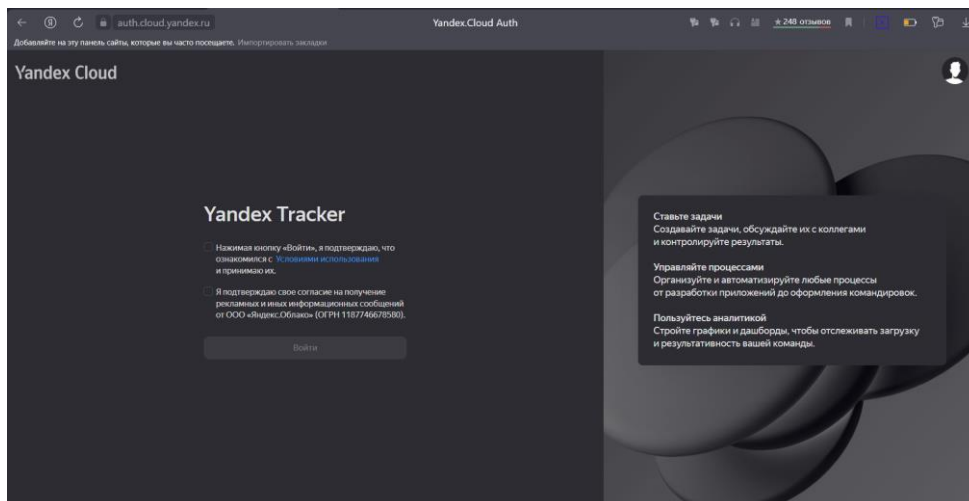 auth.cloud.yandex.ru
Yandex.Cloud Auth
★ 248 отзывов
Добавляйте на эту панель сайты, которые вы часто посещаете. Импортировать закладки
Yandex Cloud
Yandex Tracker
Нажимая кнопку «Войти», я подтверждаю, что
ознакомился с Условиями использования
и принимаю их.
Я подтверждаю свое согласие на получение
рекламных и иных информационных сообщений
от ООО «Яндекс.Облако» (ОГРН 1187746678580).
Войти
Ставьте задачи
Создавайте задачи, обсуждайте их с коллегами
и контролируйте результаты.
Управляйте процессами
Организуйте и автоматизируйте любые процессы
от разработки приложений до оформления командировок.
Пользуйтесь аналитикой
Стройте графики и дашборды, чтобы отслеживать загрузку
и результативность вашей команды.